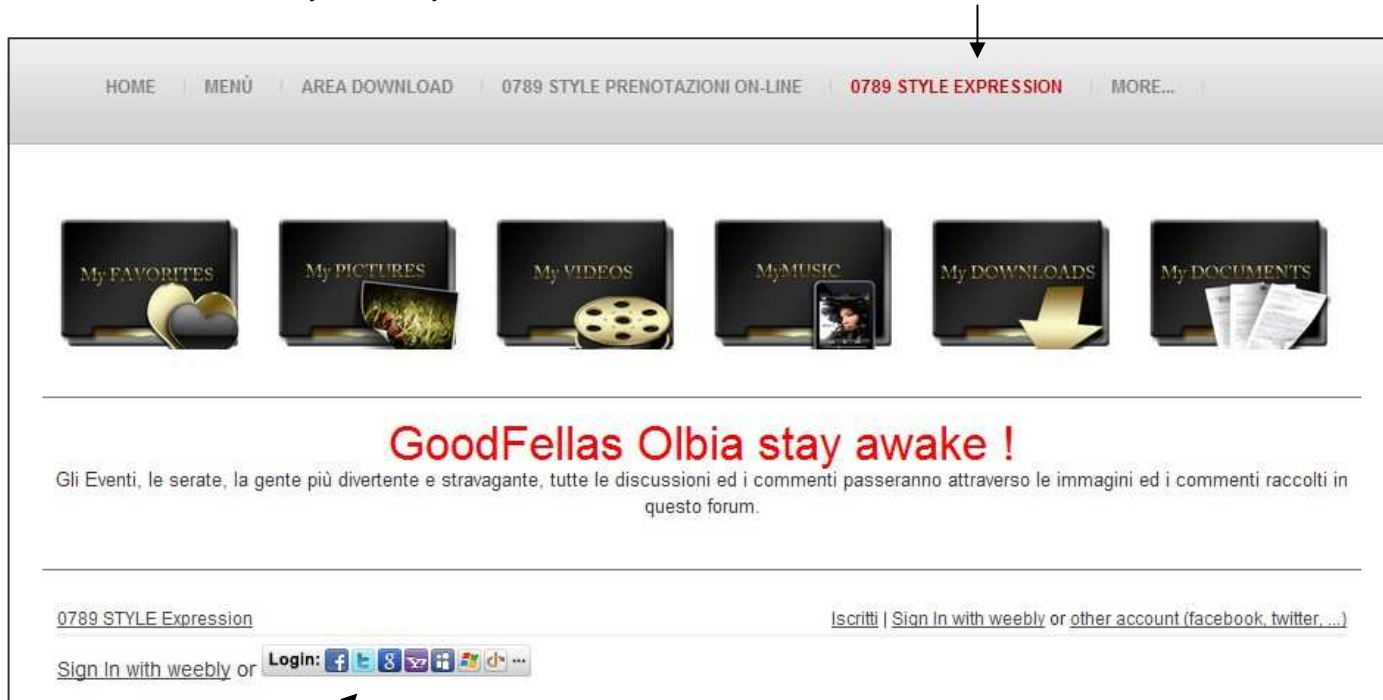 HOME MENÙ AREA DOWNLOAD 0789 STYLE PRENOTAZIONI ON-LINE 0789 STYLE EXPRESSION MORE...
My FAVORITES My PICTURES My VIDEOS MyMUSIC My DOWNLOADS My DOCUMENTS
GoodFellas Olbia stay awake !
Gli Eventi, le serate, la gente più divertente e stravagante, tutte le discussioni ed i commenti passeranno attraverso le immagini ed i commenti raccolti in
questo forum.
0789 STYLE Expression Iscritti | Sign In with weebly or other account (facebook, twitter, ...)
Sign In with weebly or Login: